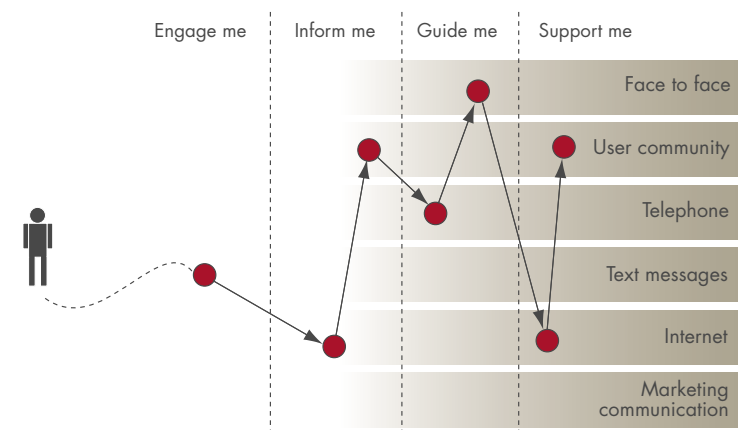 Engage me
Inform me
Guide me
Support me
Face to face
User community
Telephone
Text messages
Internet
Marketing
communication